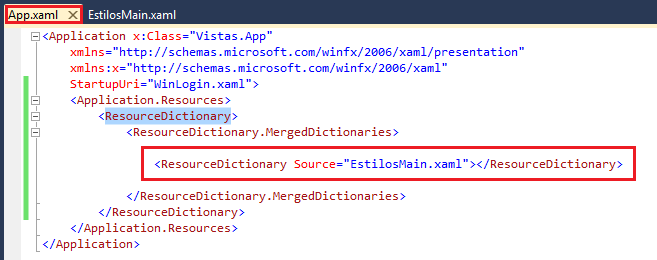 App.xaml X EstilosMain.xaml
<Application x:Class="Vistas.App"
xmlns="http://schemas.microsoft.com/winfx/2006/xaml/presentation"
xmlns:x="http://schemas.microsoft.com/winfx/2006/xaml"
StartupUri="WinLogin.xaml">
<Application.Resources>
<ResourceDictionary>
<ResourceDictionary.MergedDictionaries>
<ResourceDictionary Source="EstilosMain.xaml"></ResourceDictionary>
</ResourceDictionary.MergedDictionaries>
</ResourceDictionary>
</Application.Resources>
</Application>